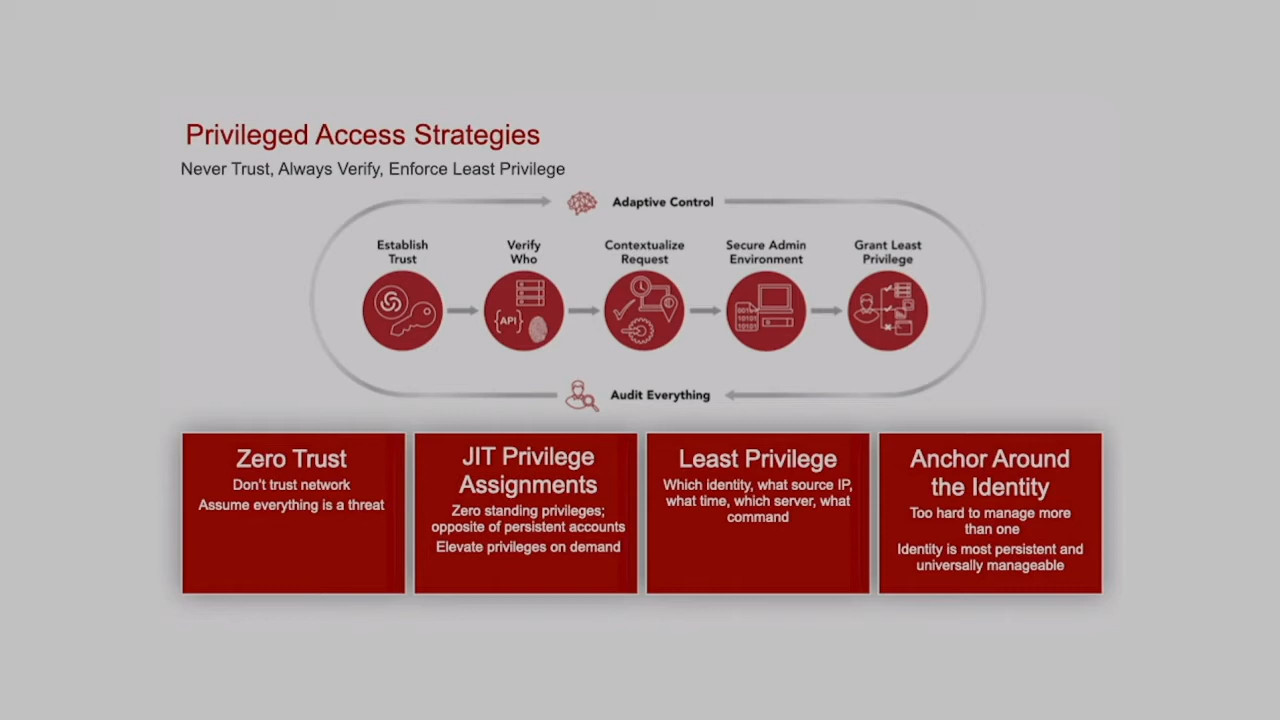 Privileged Access Strategies
Never Trust, Always Verify, Enforce Least Privilege
Adaptive Control
Establish
Trust
Verify
Who
Contextualize
Request
Secure Admin
Environment
Grant Least
Privilege
{API}
001
10101
10101
Audit Everything
Zero Trust
Don't trust network
Assume everything is a threat
JIT Privilege
Assignments
Zero standing privileges;
opposite of persistent accounts
Elevate privileges on demand
Least Privilege
Which identity, what source IP,
what time, which server, what
command
Anchor Around
the Identity
Too hard to manage more
than one
Identity is most persistent and
universally manageable